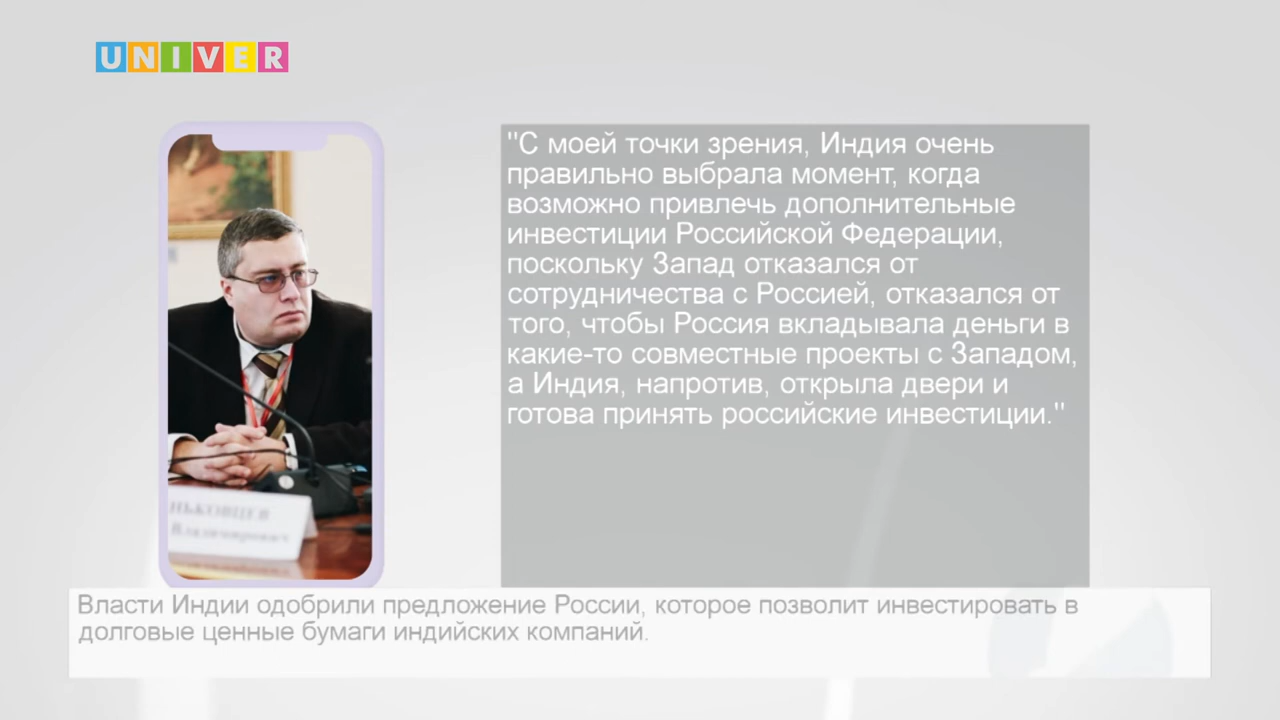 UNIVER
"С моей точки зрения, Индия очень
правильно выбрала момент, когда
возможно привлечь дополнительные
инвестиции Российской Федерации,
поскольку Запад отказался от
сотрудничества с Россией, отказался от
того, чтобы Россия вкладывала деньги в
какие-то совместные проекты с Западом,
а Индия, напротив, открыла двери и
готова принять российские инвестиции."
НЬКОВЦЕВ
Владимирович
Власти Индии одобрили предложение России, которое позволит инвестировать в
долговые ценные бумаги индийских компаний.